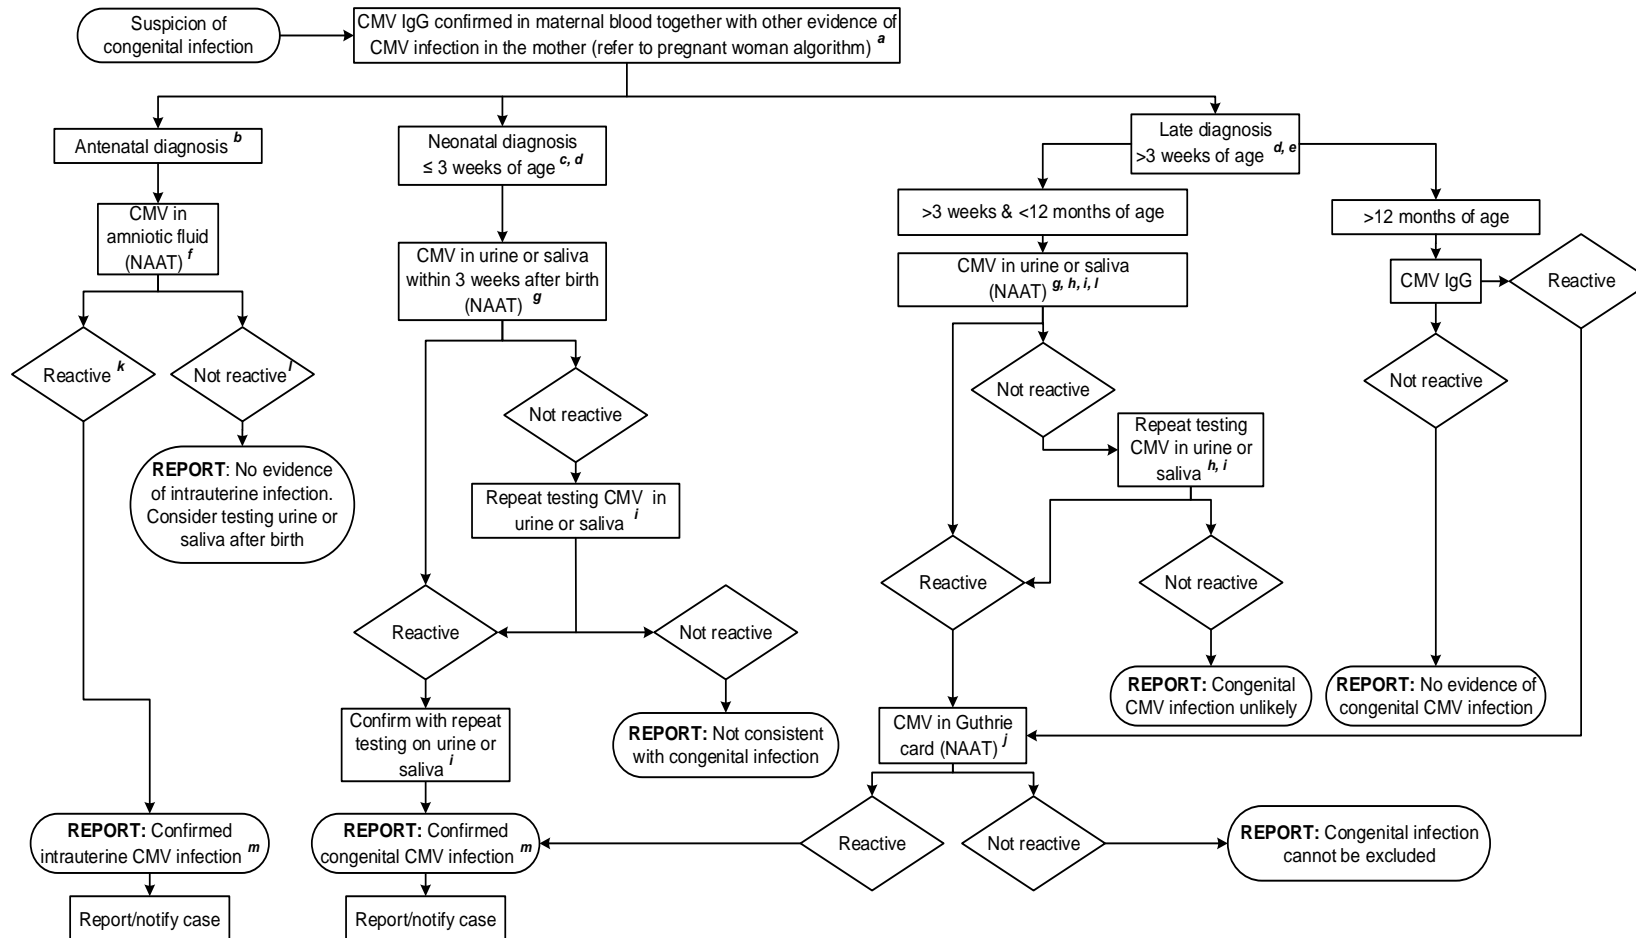 Suspicion of
congenital infection
CMV IgG confirmed in maternal blood together with other evidence of
CMV infection in the mother (refer to pregnant woman algorithm) a
Antenatal diagnosis b
Neonatal diagnosis
≤ 3 weeks of age c, d
Late diagnosis
>3 weeks of age d, e
CMV in
amniotic fluid
(NAAT) f
CMV in urine or saliva
within 3 weeks after birth
(NAAT) g
>3 weeks & <12 months of age
>12 months of age
CMV in urine or saliva
(NAAT) g, h, i, l
CMV IgG
Reactive
Reactive k
Not reactive l
Not reactive
Not reactive
Not reactive
REPORT: No evidence
of intrauterine infection.
Consider testing urine or
saliva after birth
Repeat testing CMV in
urine or saliva i
Repeat testing
CMV in urine or
saliva h, i
Reactive
Not reactive
Reactive
Not reactive
Confirm with repeat
testing on urine or
saliva i
REPORT: Not consistent
with congenital infection
CMV in Guthrie
card (NAAT) j
REPORT: Congenital
CMV infection unlikely
REPORT: No evidence of
congenital CMV infection
REPORT: Confirmed
intrauterine CMV infection m
REPORT: Confirmed
congenital CMV infection m
Reactive
Not reactive
REPORT: Congenital infection
cannot be excluded
Report/notify case
Report/notify case